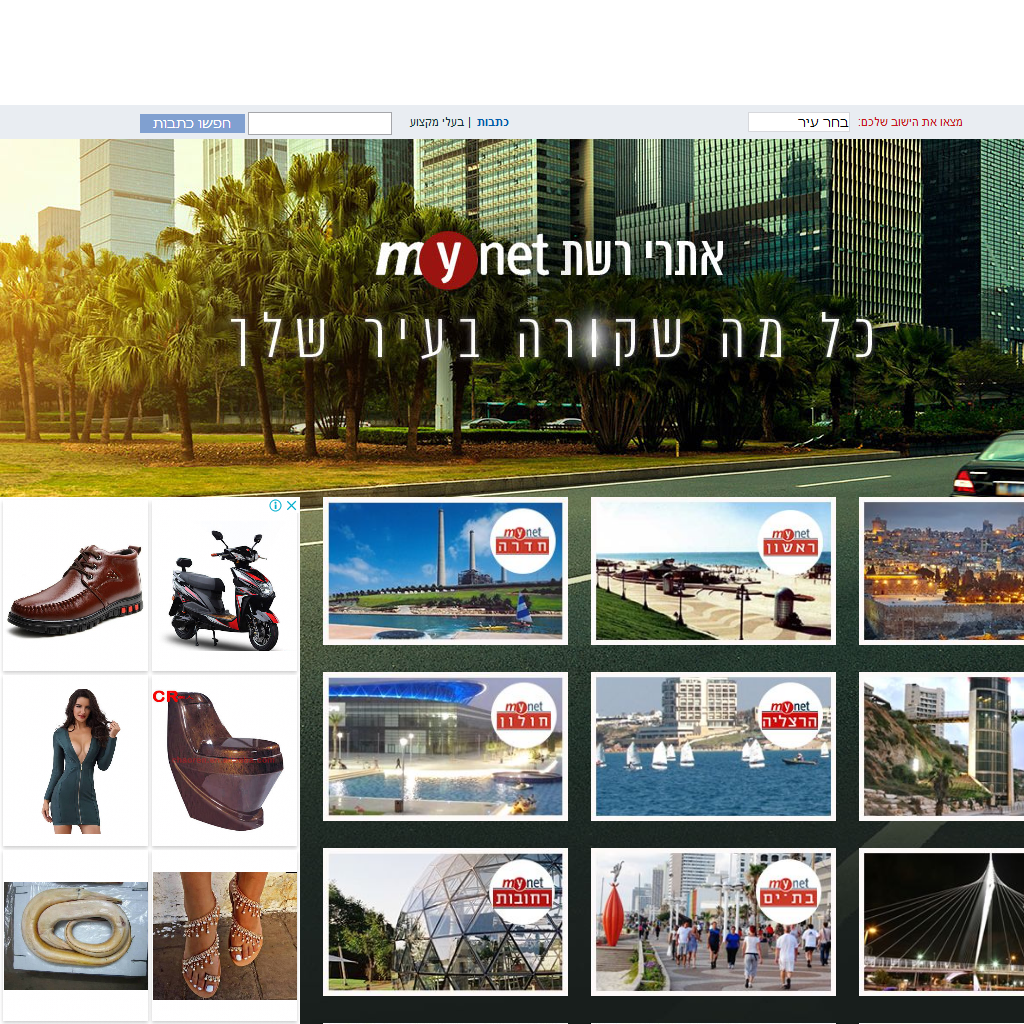 מצאו את הישוב שלכם:
בחר עיר
כתבות | בעלי מקצוע
חפשו כתבות
אתרי רשת mynet
כל מה שקורה בעיר שלך
mynet
חדרה
mynet
ראשון
CR-
mynet
חולון
mynet
הרצליה
mynet
רחובות
mynet
בת ים